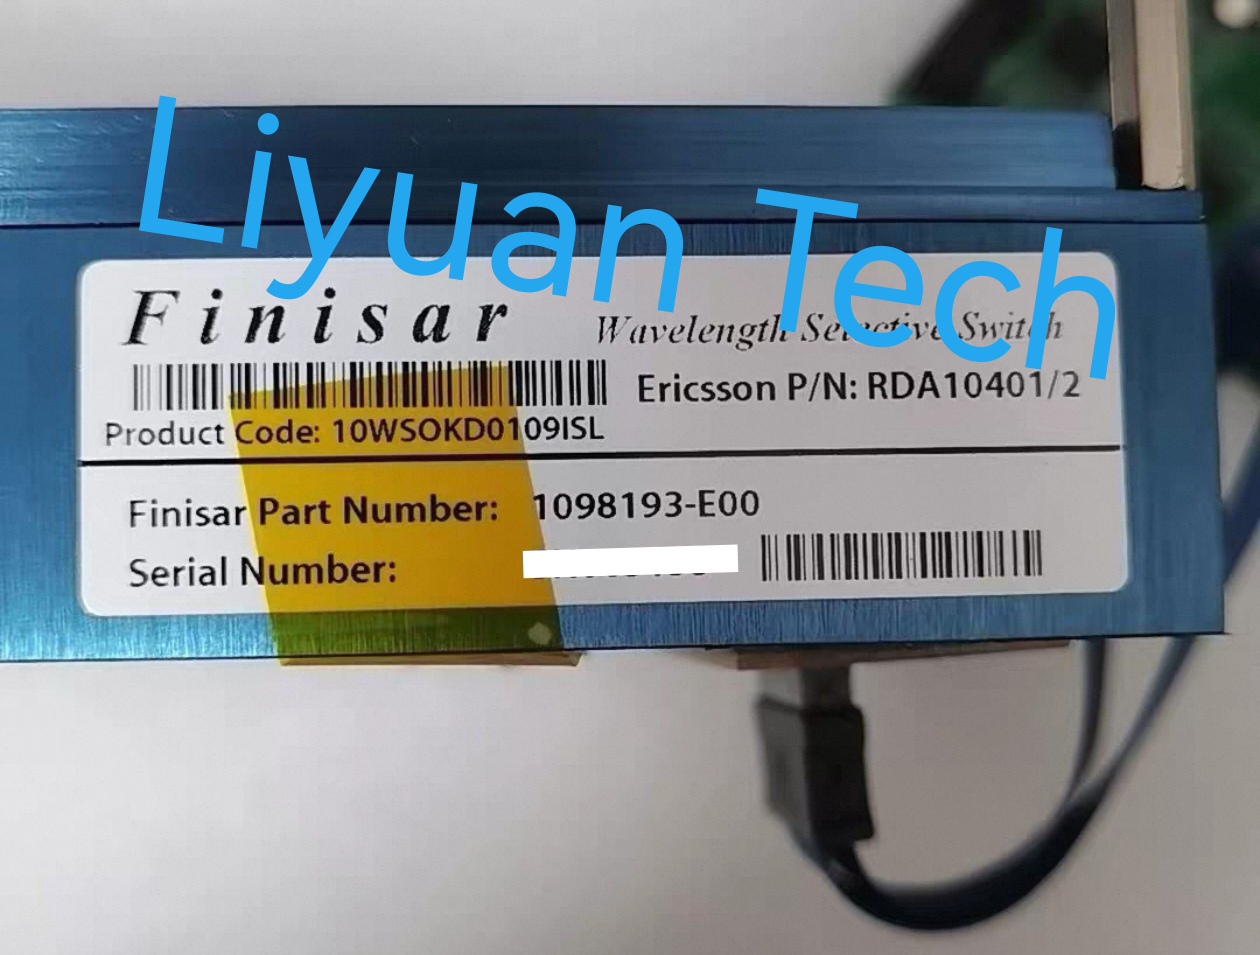 Liyuan Tech
Finisar
Wavelength Selective Switch
Ericsson P/N: RDA10401/2
Product Code: 10WSOKD0109ISL
Finisar Part Number: 1098193-E00
Serial Number: